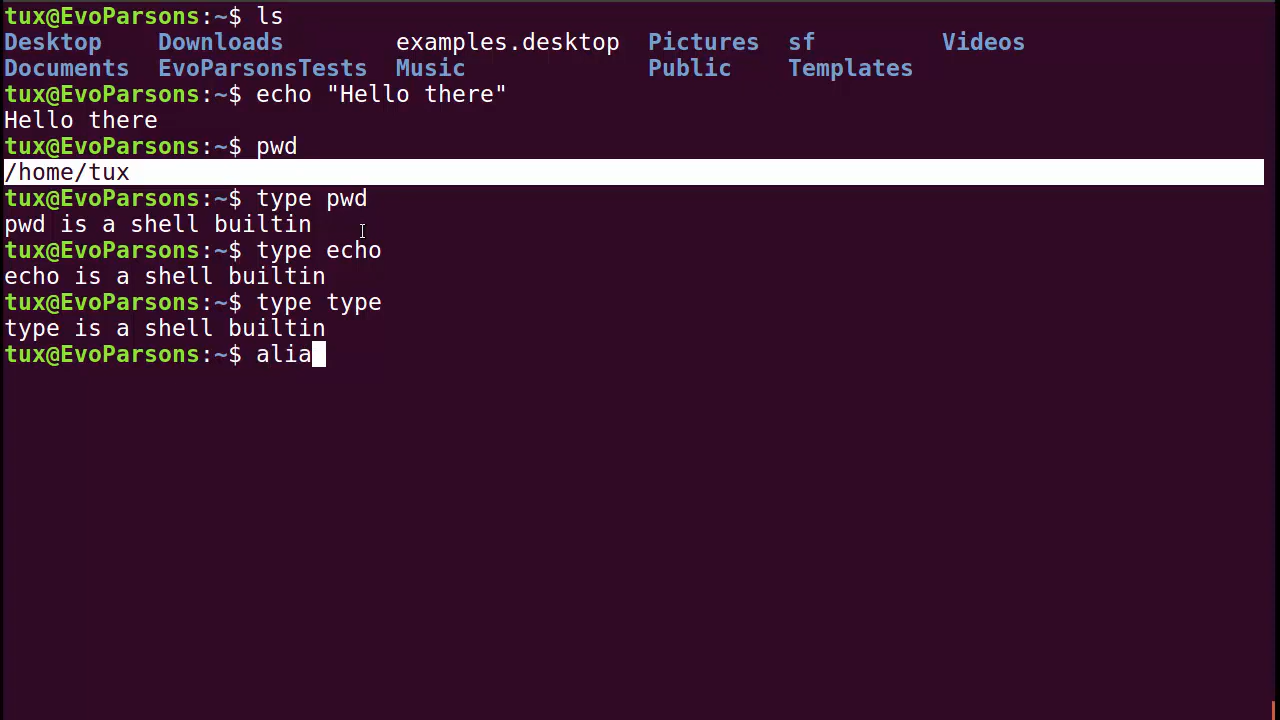 tux@EvoParsons:~$ ls
Desktop    Downloads        examples.desktop  Pictures  sf         Videos
Documents  EvoParsonsTests  Music             Public    Templates
tux@EvoParsons:~$ echo "Hello there"
Hello there
tux@EvoParsons:~$ pwd
/home/tux
tux@EvoParsons:~$ type pwd
pwd is a shell builtin
tux@EvoParsons:~$ type echo
echo is a shell builtin
tux@EvoParsons:~$ type type
type is a shell builtin
tux@EvoParsons:~$ alia